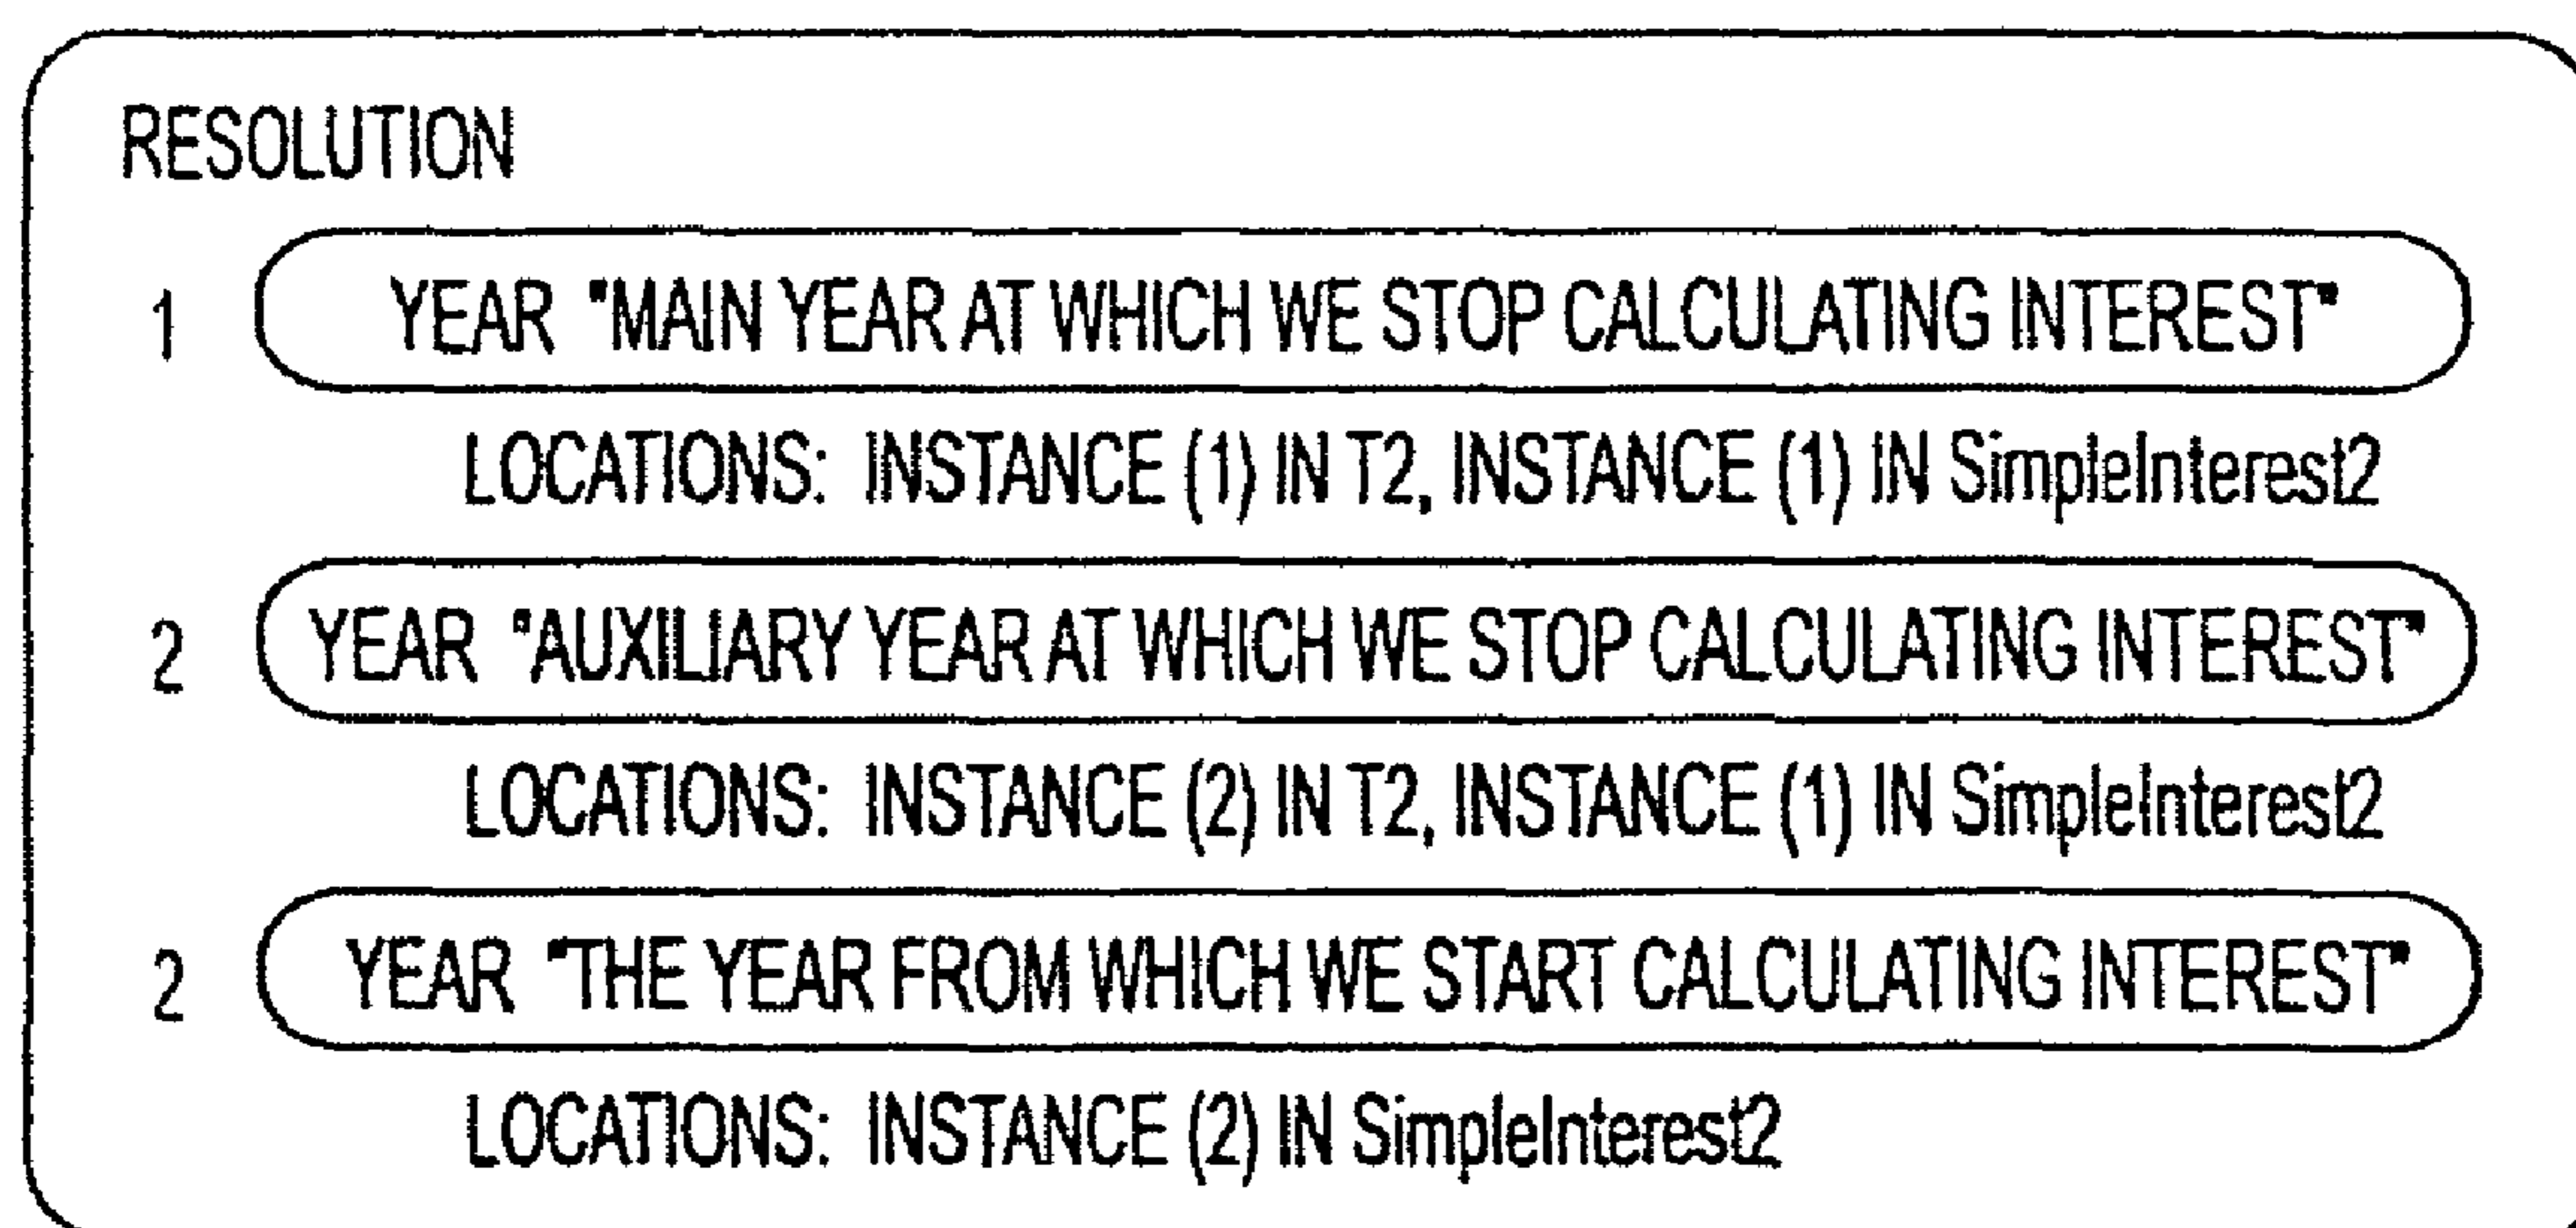 RESOLUTION
1 YEAR "MAIN YEAR AT WHICH WE STOP CALCULATING INTEREST"
LOCATIONS: INSTANCE (1) IN T2, INSTANCE (1) IN SimpleInterest2
2 YEAR "AUXILIARY YEAR AT WHICH WE STOP CALCULATING INTEREST"
LOCATIONS: INSTANCE (2) IN T2, INSTANCE (1) IN SimpleInterest2
2 YEAR "THE YEAR FROM WHICH WE START CALCULATING INTEREST"
LOCATIONS: INSTANCE (2) IN SimpleInterest2